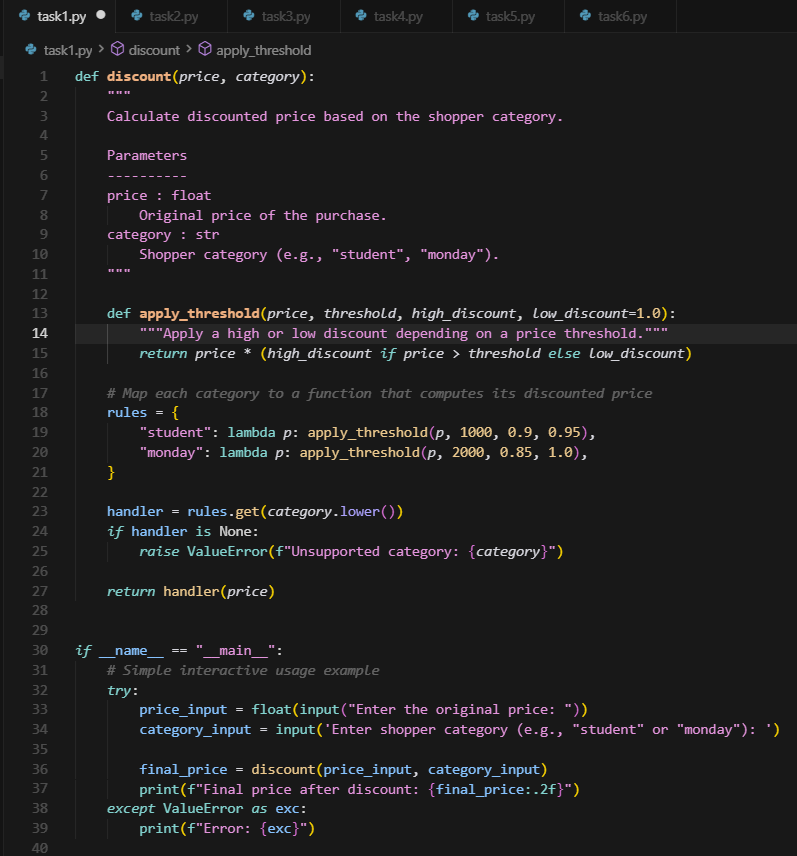 task1.py task2.py task3.py task4.py task5.py task6.py
task1.py > discount > apply_threshold
1 def discount(price, category):
2     """
3     Calculate discounted price based on the shopper category.
4
5     Parameters
6     ----------
7     price : float
8         Original price of the purchase.
9     category : str
10         Shopper category (e.g., "student", "monday").
11     """
12
13     def apply_threshold(price, threshold, high_discount, low_discount=1.0):
14         """Apply a high or low discount depending on a price threshold."""
15         return price * (high_discount if price > threshold else low_discount)
16
17     # Map each category to a function that computes its discounted price
18     rules = {
19         "student": lambda p: apply_threshold(p, 1000, 0.9, 0.95),
20         "monday": lambda p: apply_threshold(p, 2000, 0.85, 1.0),
21     }
22
23     handler = rules.get(category.lower())
24     if handler is None:
25         raise ValueError(f"Unsupported category: {category}")
26
27     return handler(price)
28
29
30 if __name__ == "__main__":
31     # Simple interactive usage example
32     try:
33         price_input = float(input("Enter the original price: "))
34         category_input = input('Enter shopper category (e.g., "student" or "monday"): ')
35
36         final_price = discount(price_input, category_input)
37         print(f"Final price after discount: {final_price:.2f}")
38     except ValueError as exc:
39         print(f"Error: {exc}")
40